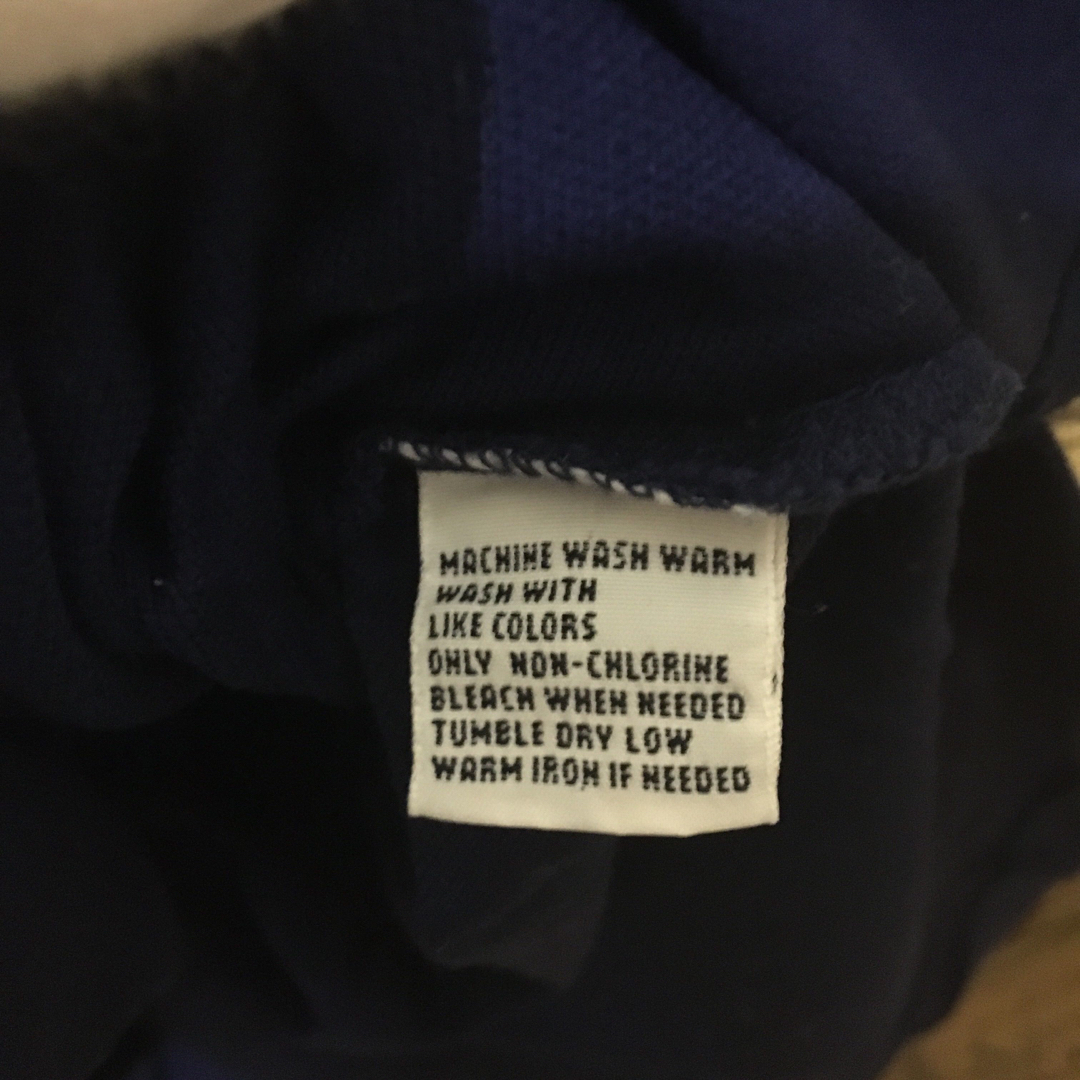 MACHINE WASH WARM
WASH WITH
LIKE COLORS
ONLY NON-CHLORINE
BLEACH WHEN NEEDED
TUMBLE DRY LOW
WARM IRON IF NEEDED